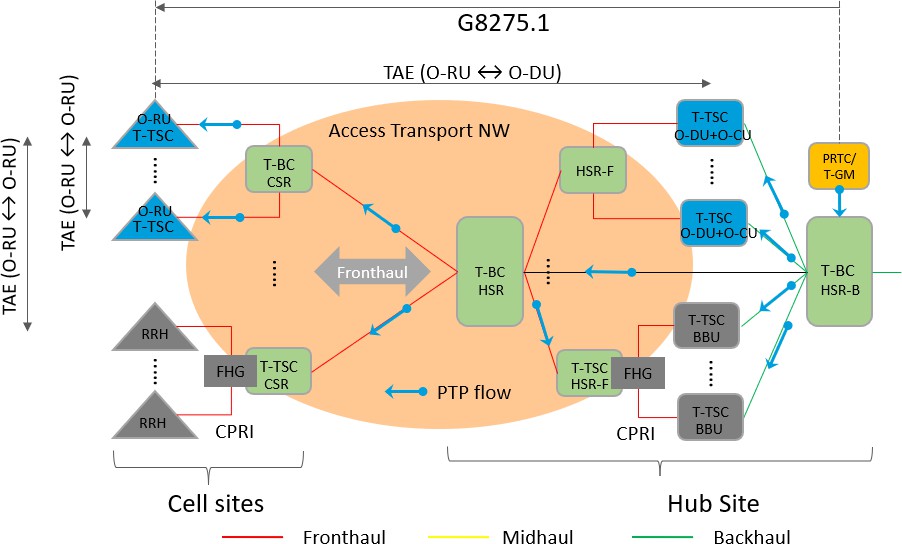 G8275.1
TAE (O-RU ↔ O-DU)
TAE (O-RU ↔ O-RU)
TAE (O-RU ↔ O-RU)
O-RU
T-TSC
O-RU
T-TSC
T-BC
CSR
Access Transport NW
HSR-F
T-TSC
O-DU+O-CU
T-TSC
O-DU+O-CU
PRTC/
T-GM
Fronthaul
T-BC
HSR
T-BC
HSR-B
RRH
RRH
FHG
T-TSC
CSR
CPRI
PTP flow
T-TSC
HSR-F
FHG
CPRI
T-TSC
BBU
T-TSC
BBU
Cell sites
Hub Site
Fronthaul
Midhaul
Backhaul